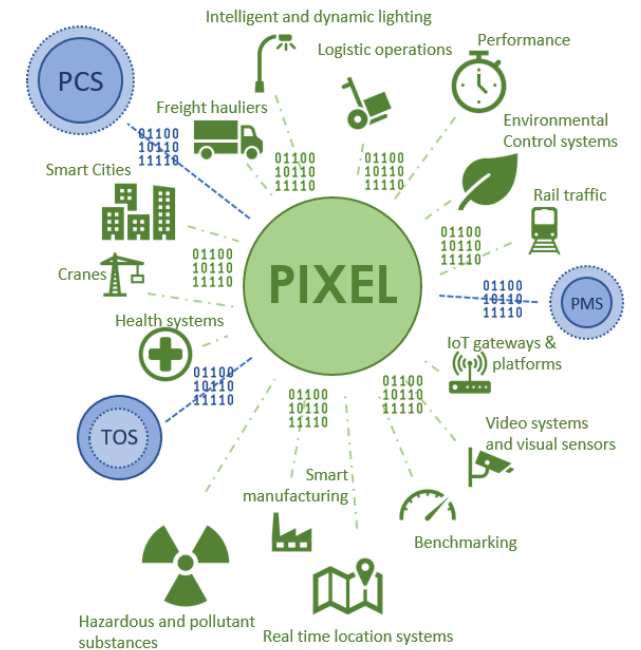 Intelligent and dynamic lighting
Logistic operations
Performance
PCS
Freight hauliers
01100
10110
11110
01100
10110
11110
01100
10110
11110
Environmental
Control systems
Smart Cities
Rail traffic
01100
10110
11110
01100
10110
11110
Cranes
PIXEL
01100
10110
11110
PMS
Health systems
IoT gateways &
platforms
01100
10110
11110
01100
10110
11110
01100
10110
11110
TOS
Video systems
and visual sensors
Smart
manufacturing
Benchmarking
Hazardous and pollutant
substances
Real time location systems